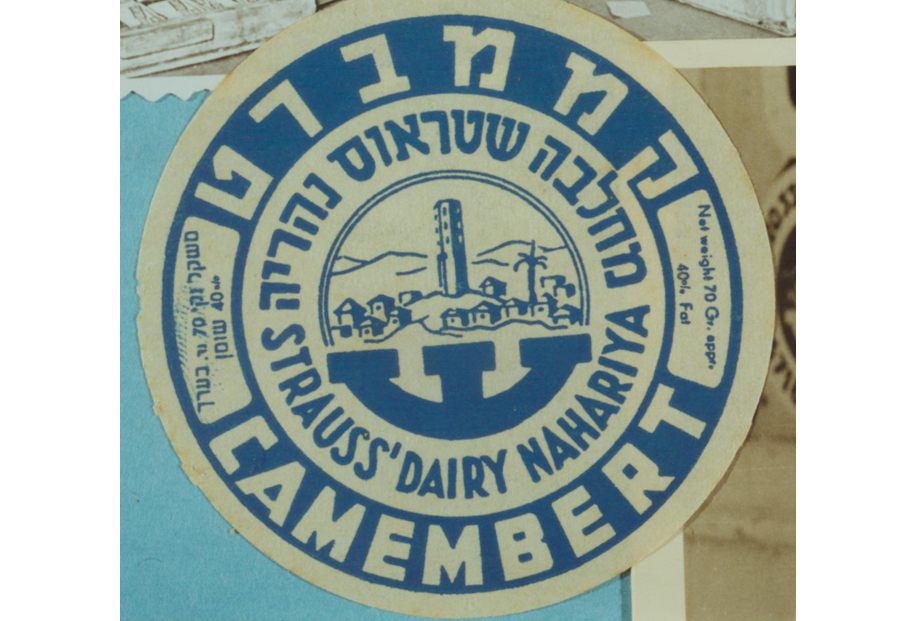 קממברט
מחלבה שטראוס נהריה
STRAUSS' DAIRY NAHARIYA
CAMEMBERT
Net weight 70 Gr. appr.
40% Fat
משקל נקי 70 גר. בערך
40% שומן